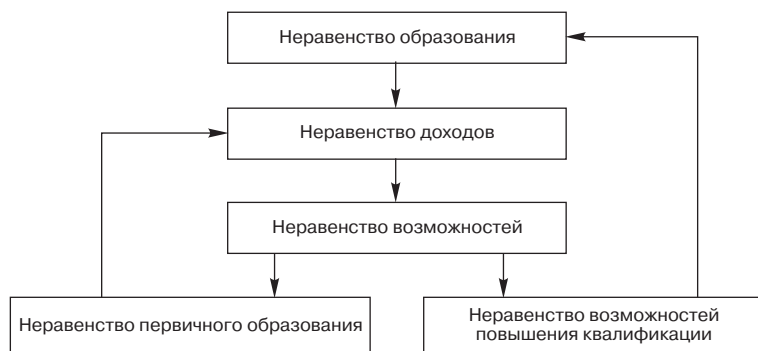 Неравенство образования
Неравенство доходов
Неравенство возможностей
Неравенство первичного образования
Неравенство возможностей
повышения квалификации